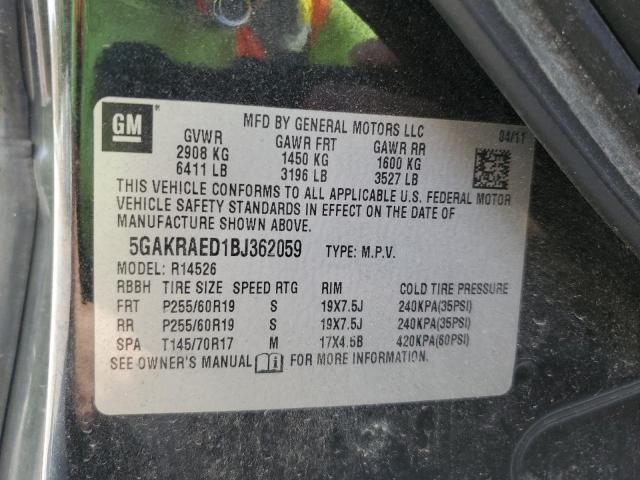 GM
MFD BY GENERAL MOTORS LLC 04/11
GVWR GAWR FRT GAWR RR
2908 KG 1450 KG 1600 KG
6411 LB 3196 LB 3527 LB
THIS VEHICLE CONFORMS TO ALL APPLICABLE U.S. FEDERAL MOTOR
VEHICLE SAFETY STANDARDS IN EFFECT ON THE DATE OF
MANUFACTURE SHOWN ABOVE.
5GAKRAED1BJ362059 TYPE: M.P.V.
MODEL: R14526
RBBH TIRE SIZE SPEED RTG RIM COLD TIRE PRESSURE
FRT P255/60R19 S 19X7.5J 240KPA(35PSI)
RR P255/60R19 S 19X7.5J 240KPA(35PSI)
SPA T145/70R17 M 17X4.5B 420KPA(60PSI)
SEE OWNER'S MANUAL FOR MORE INFORMATION.